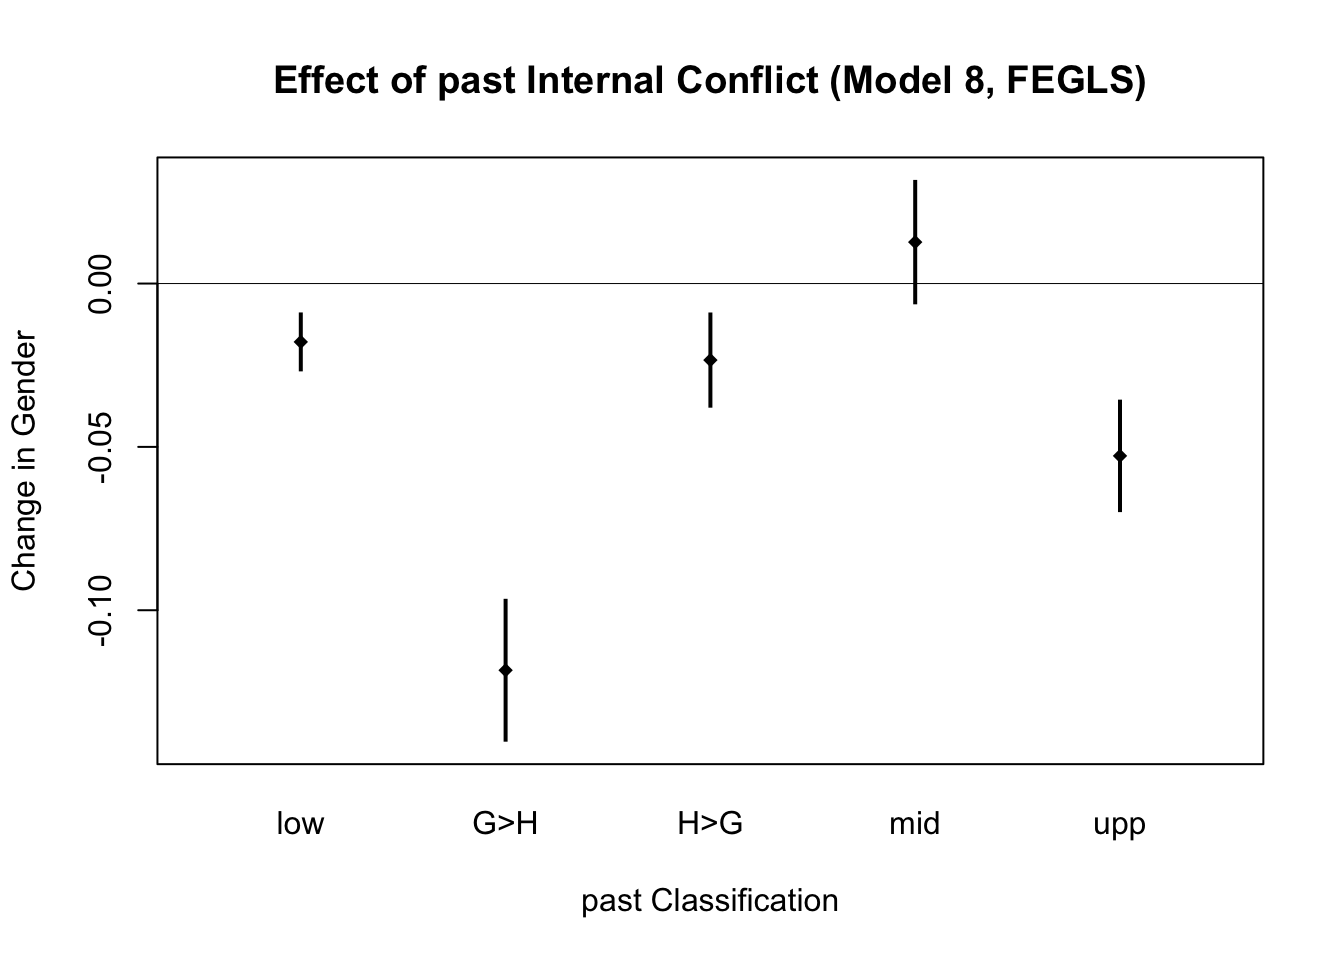 Effect of past Internal Conflict (Model 8, FEGLS)
Change in Gender
0.00
-0.05
-0.10
low G>H H>G mid upp
past Classification